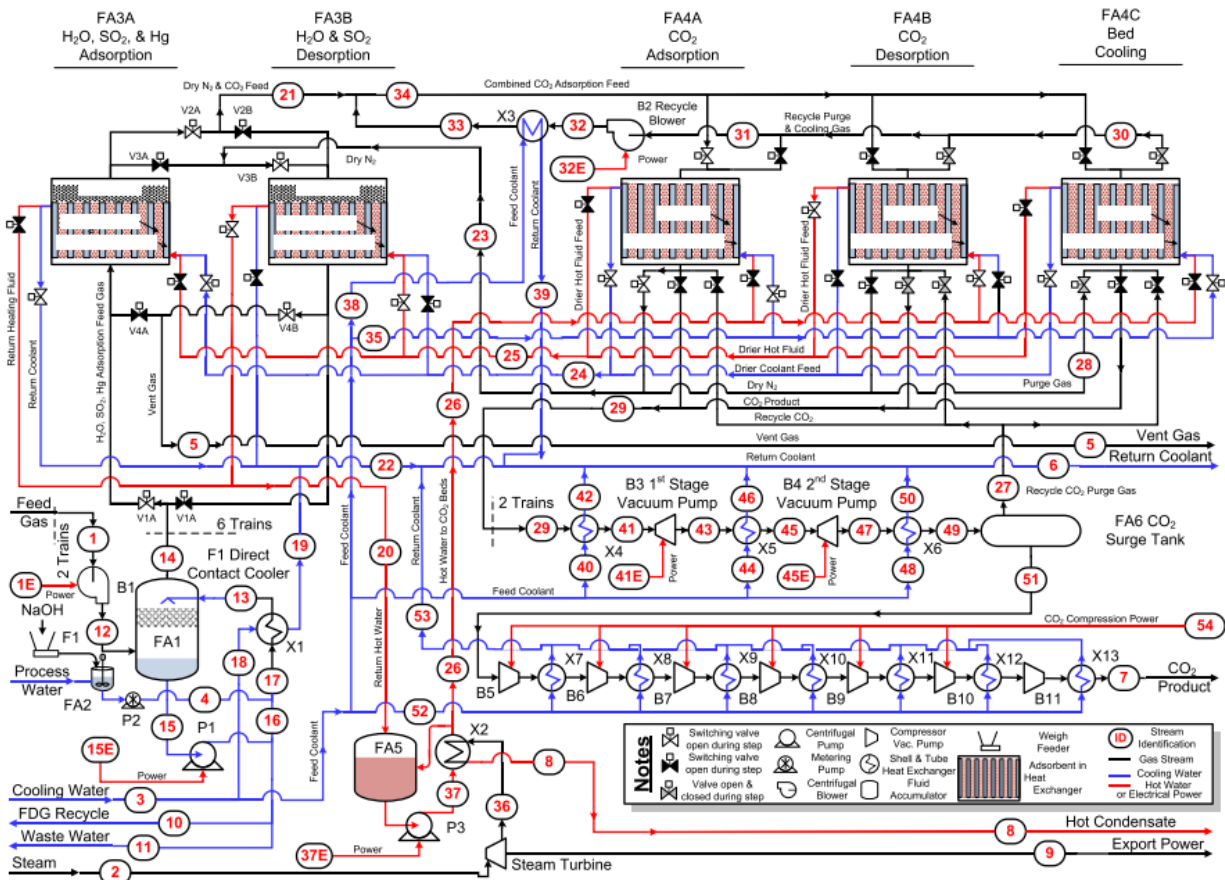 FA3A
H2O, SO2, & Hg
Adsorption
FA3B
H2O & SO2
Desorption
FA4A
CO2
Adsorption
FA4B
CO2
Desorption
FA4C
Bed
Cooling
Dry N2 & CO2 Feed
21
34
Combined CO2 Adsorption Feed
V2A
V2B
33
X3
32
B2 Recycle
Blower
31
Recycle Purge
& Cooling Gas
30
V3A
V3B
Dry N2
32E
Power
Feed Coolant
Return Coolant
23
Return Heating Fluid
Return Coolant
H2O, SO2, Hg Adsorption Feed Gas
Drier Hot Fluid Feed
Drier Hot Fluid Feed
38
39
V4A
V4B
35
25
Drier Hot Fluid
24
Drier Coolant Feed
28
Vent Gas
26
Dry N2
Purge Gas
29
CO2 Product
Recycle CO2
5
Vent Gas
5
Vent Gas
22
Return Coolant
6
Return Coolant
Feed
Gas
V1A
V1A
6 Trains
2 Trains
1
14
19
F1 Direct
Contact Cooler
20
Feed Coolant
Return Coolant
Hot Water to CO2 Beds
2 Trains
29
42
X4
41
B3 1st Stage
Vacuum Pump
43
46
X5
45
B4 2nd Stage
Vacuum Pump
47
50
X6
49
27
Recycle CO2 Purge Gas
FA6 CO2
Surge Tank
40
41E
Power
44
45E
Power
48
51
Feed Coolant
1E
Power
B1
13
NaOH
F1
12
FA1
X1
18
17
53
CO2 Compression Power
54
Process
Water
FA2
P2
4
15
P1
16
Return Hot Water
26
B5
X7
B6
X8
B7
X9
B8
X10
B9
X11
B10
X12
B11
X13
7
CO2
Product
52
15E
Power
Feed Coolant
FA5
X2
8
37
36
Cooling Water
3
FDG Recycle
10
Waste Water
11
P3
37E
Power
Steam
2
Steam Turbine
8
Hot Condensate
9
Export Power
Notes
Switching valve
open during step
Switching valve
open during step
Valve open &
closed during step
Centrifugal
Pump
Metering
Pump
Centrifugal
Blower
Compressor
Vac. Pump
Shell & Tube
Heat Exchanger
Fluid
Accumulator
Weigh
Feeder
Adsorbent in
Heat
Exchanger
ID
Stream
Identification
Gas Stream
Cooling Water
Hot Water
or Electrical Power